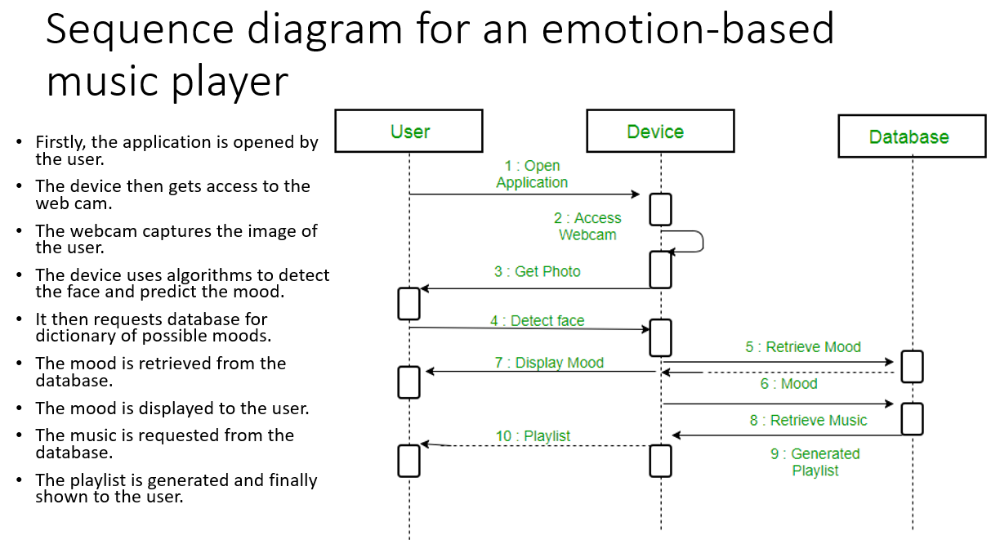 Sequence diagram for an emotion-based
music player
• Firstly, the application is opened by
the user.
• The device then gets access to the
web cam.
• The webcam captures the image of
the user.
• The device uses algorithms to detect
the face and predict the mood.
• It then requests database for
dictionary of possible moods.
• The mood is retrieved from the
database.
• The mood is displayed to the user.
• The music is requested from the
database.
• The playlist is generated and finally
shown to the user.
User
Device
Database
1 : Open
Application
2 : Access
Webcam
3 : Get Photo
4 : Detect face
5 : Retrieve Mood
7 : Display Mood
6 : Mood
8 : Retrieve Music
10 : Playlist
9 : Generated
Playlist